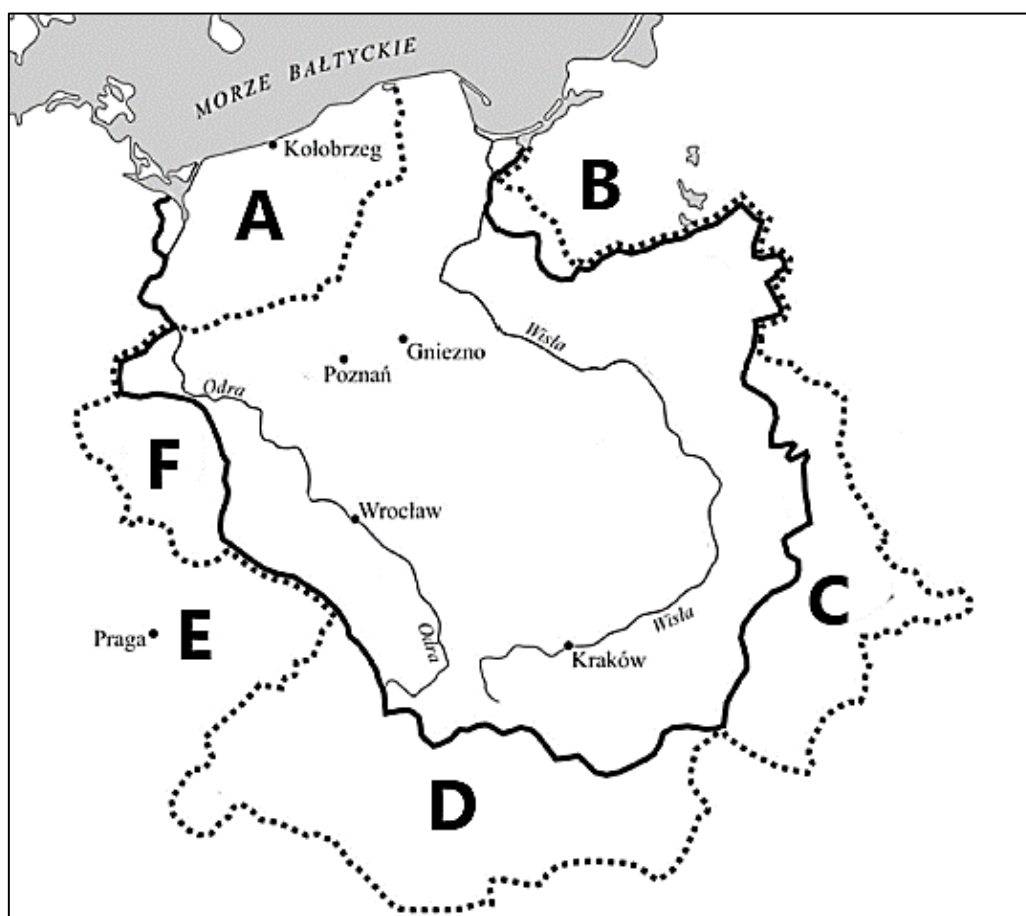 MORZE BAŁTYCKIE
Kołobrzeg
A
B
Wisła
Gniezno
Poznań
Odra
F
Wrocław
C
Praga
E
Odra
Wisła
Kraków
D